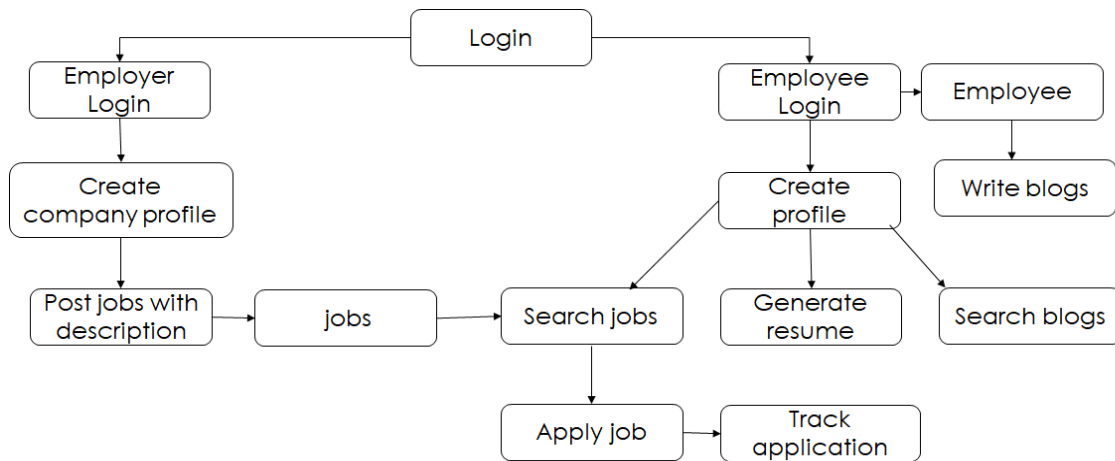 Login
Employer
Login
Employee
Login
Employee
Create
company profile
Create
profile
Write blogs
Post jobs with
description
jobs
Search jobs
Generate
resume
Search blogs
Apply job
Track
application